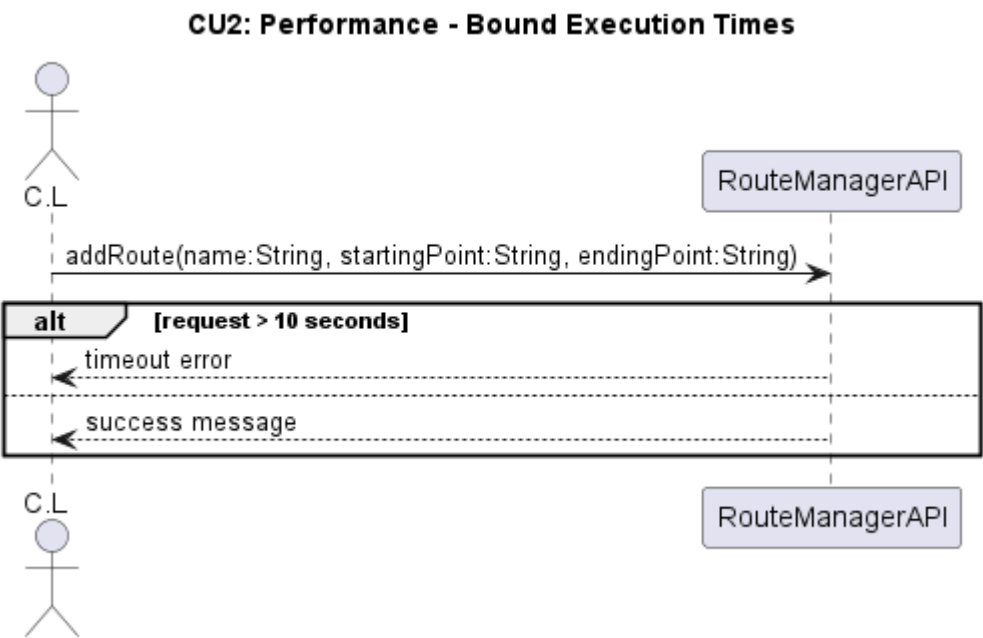 CU2: Performance - Bound Execution Times
C.L
RouteManagerAPI
addRoute(name:String, startingPoint:String, endingPoint:String)
alt [request > 10 seconds]
timeout error
success message
C.L
RouteManagerAPI